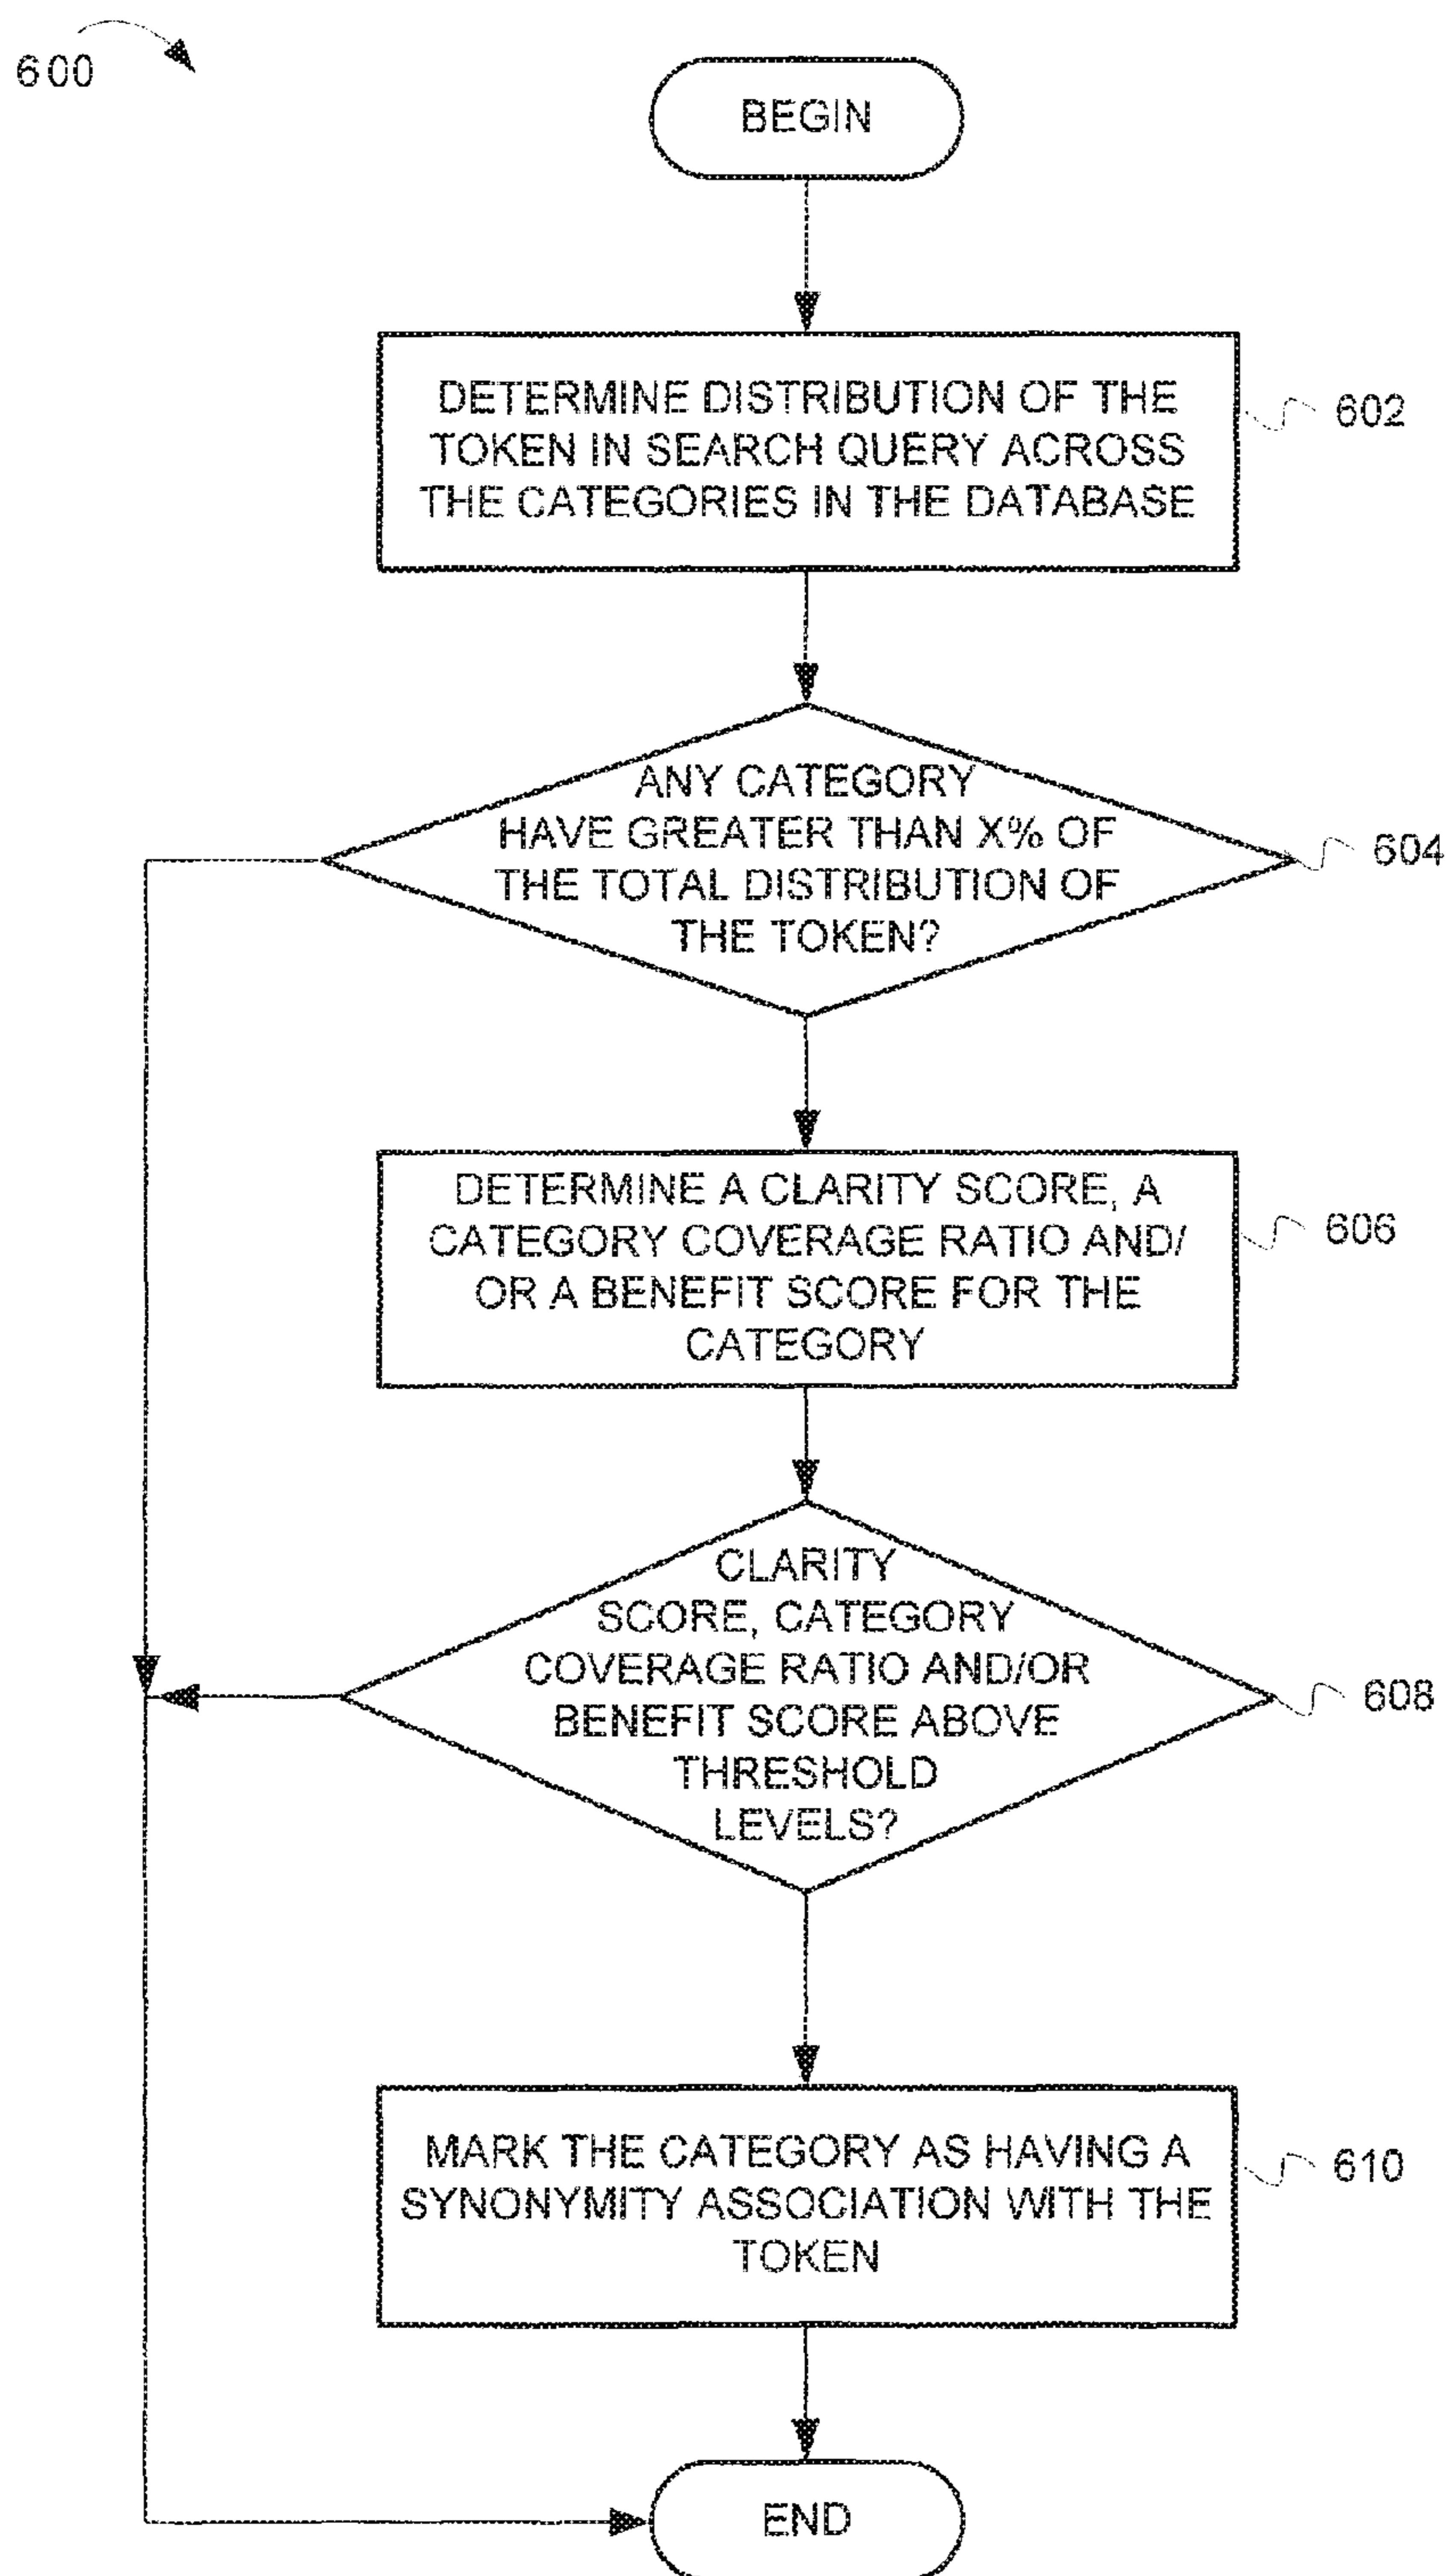 600
BEGIN
DETERMINE DISTRIBUTION OF THE
TOKEN IN SEARCH QUERY ACROSS
THE CATEGORIES IN THE DATABASE
602
ANY CATEGORY
HAVE GREATER THAN X% OF
THE TOTAL DISTRIBUTION OF
THE TOKEN?
604
DETERMINE A CLARITY SCORE, A
CATEGORY COVERAGE RATIO AND/
OR A BENEFIT SCORE FOR THE
CATEGORY
606
CLARITY
SCORE, CATEGORY
COVERAGE RATIO AND/OR
BENEFIT SCORE ABOVE
THRESHOLD
LEVELS?
608
MARK THE CATEGORY AS HAVING A
SYNONYMITY ASSOCIATION WITH THE
TOKEN
610
END